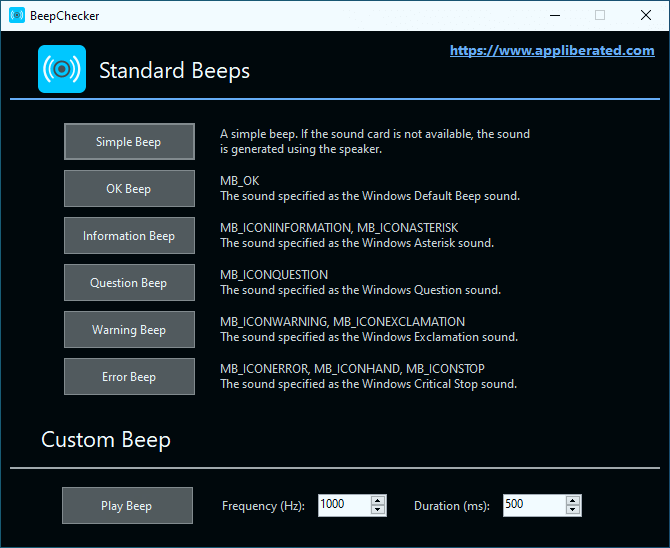 BeepChecker
https://www.appliberated.com
Standard Beeps
Simple Beep
A simple beep. If the sound card is not available, the sound
is generated using the speaker.
OK Beep
MB_OK
The sound specified as the Windows Default Beep sound.
Information Beep
MB_ICONINFORMATION, MB_ICONASTERISK
The sound specified as the Windows Asterisk sound.
Question Beep
MB_ICONQUESTION
The sound specified as the Windows Question sound.
Warning Beep
MB_ICONWARNING, MB_ICONEXCLAMATION
The sound specified as the Windows Exclamation sound.
Error Beep
MB_ICONERROR, MB_ICONHAND, MB_ICONSTOP
The sound specified as the Windows Critical Stop sound.
Custom Beep
Play Beep Frequency (Hz): 1000 Duration (ms): 500